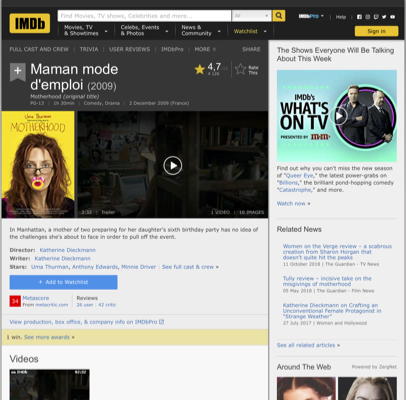 IMDb
Find Movies, TV shows, Celebrities and more...
All
IMDbPro
Help
Movies, TV
& Showtimes
Celebs, Events
& Photos
News &
Community
Watchlist
Sign in
FULL CAST AND CREW
TRIVIA
USER REVIEWS
IMDbPro
MORE
SHARE
Maman mode
d'emploi (2009)
Motherhood (original title)
PG-13 | 1h 30min | Comedy, Drama | 2 December 2009 (France)
4,7
Rate
This
Uma Thurman
MOTHERHOOD
2:32 | Trailer
1 VIDEO | 16 IMAGES
In Manhattan, a mother of two preparing for her daughter's sixth birthday party has no idea of
the challenges she's about to face in order to pull off the event.
Director: Katherine Dieckmann
Writer: Katherine Dieckmann
Stars: Uma Thurman, Anthony Edwards, Minnie Driver | See full cast & crew »
+ Add to Watchlist
34
Metascore
From metacritic.com
Reviews
26 user | 42 critic
View production, box office, & company info on IMDbPro
1 win. See more awards »
Videos
The Shows Everyone Will Be Talking
About This Week
IMDb's
WHAT'S
ON TV
PRESENTED BY
Find out why you can't miss the new season
of "Queer Eye," the latest power-grabs on
"Billions," the brilliant pond-hopping comedy
"Catastrophe," and more.
Watch now »
Related News
Women on the Verge review – a scabrous
creation from Sharon Horgan that
doesn't quite hit the peaks
11 October 2018 | The Guardian - TV News
Tully review – incisive take on the
misgivings of motherhood
05 May 2018 | The Guardian - Film News
Katherine Dieckmann on Crafting an
Unconventional Female Protagonist in
"Strange Weather"
27 July 2017 | Women and Hollywood
See all related articles »
Around The Web
Powered by ZergNet